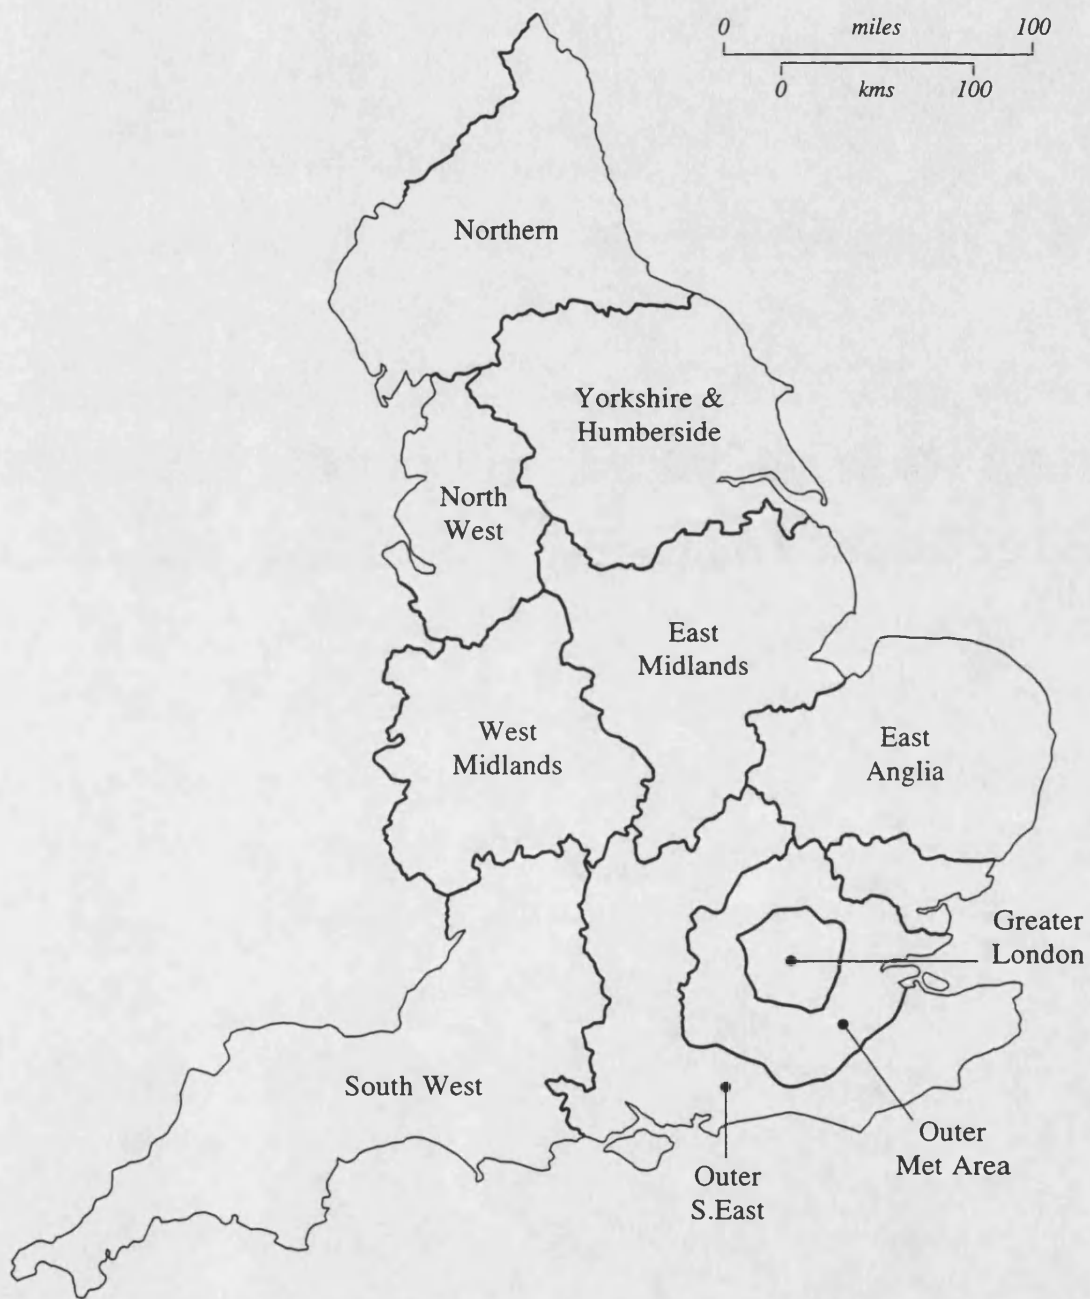 0 miles 100
0 kms 100
Northern
Yorkshire &
Humberside
North
West
East
Midlands
West
Midlands
East
Anglia
Greater
London
South West
Outer
Met Area
Outer
S.East